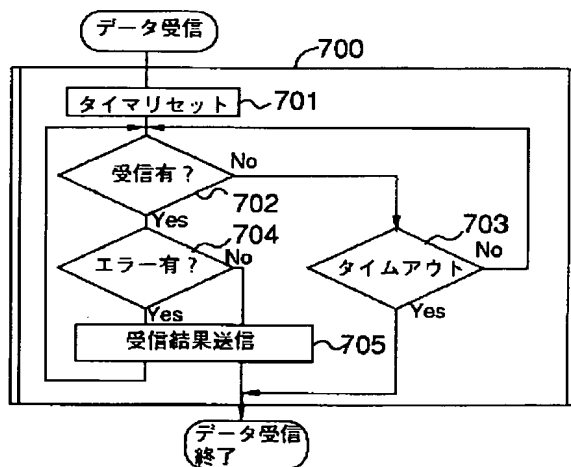 データ受信
700
タイマリセット
701
受信有？
No
702
Yes
704
703
エラー有？
No
タイムアウト
No
Yes
Yes
受信結果送信
705
データ受信
終了